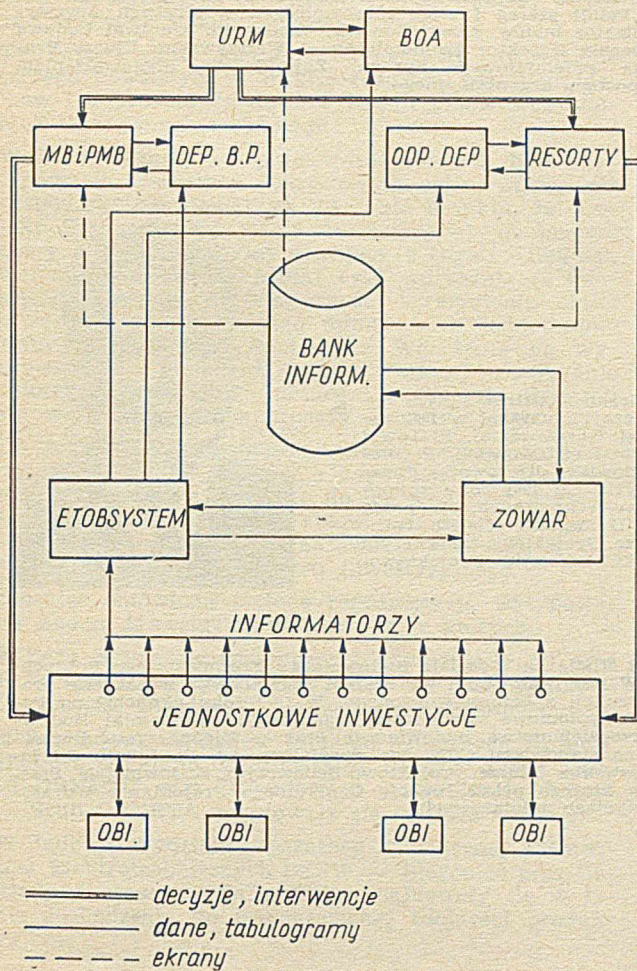 URM
BOA
MBiPMB
DEP. B.P.
ODP. DEP
RESORTY
BANK
INFORM.
ETOBSYSTEM
ZOWAR
INFORMATORZY
JEDNOSTKOWE INWESTYCJE
OBI.
OBI
OBI
OBI
decyzje, interwencje
dane, tabulogramy
ekrany